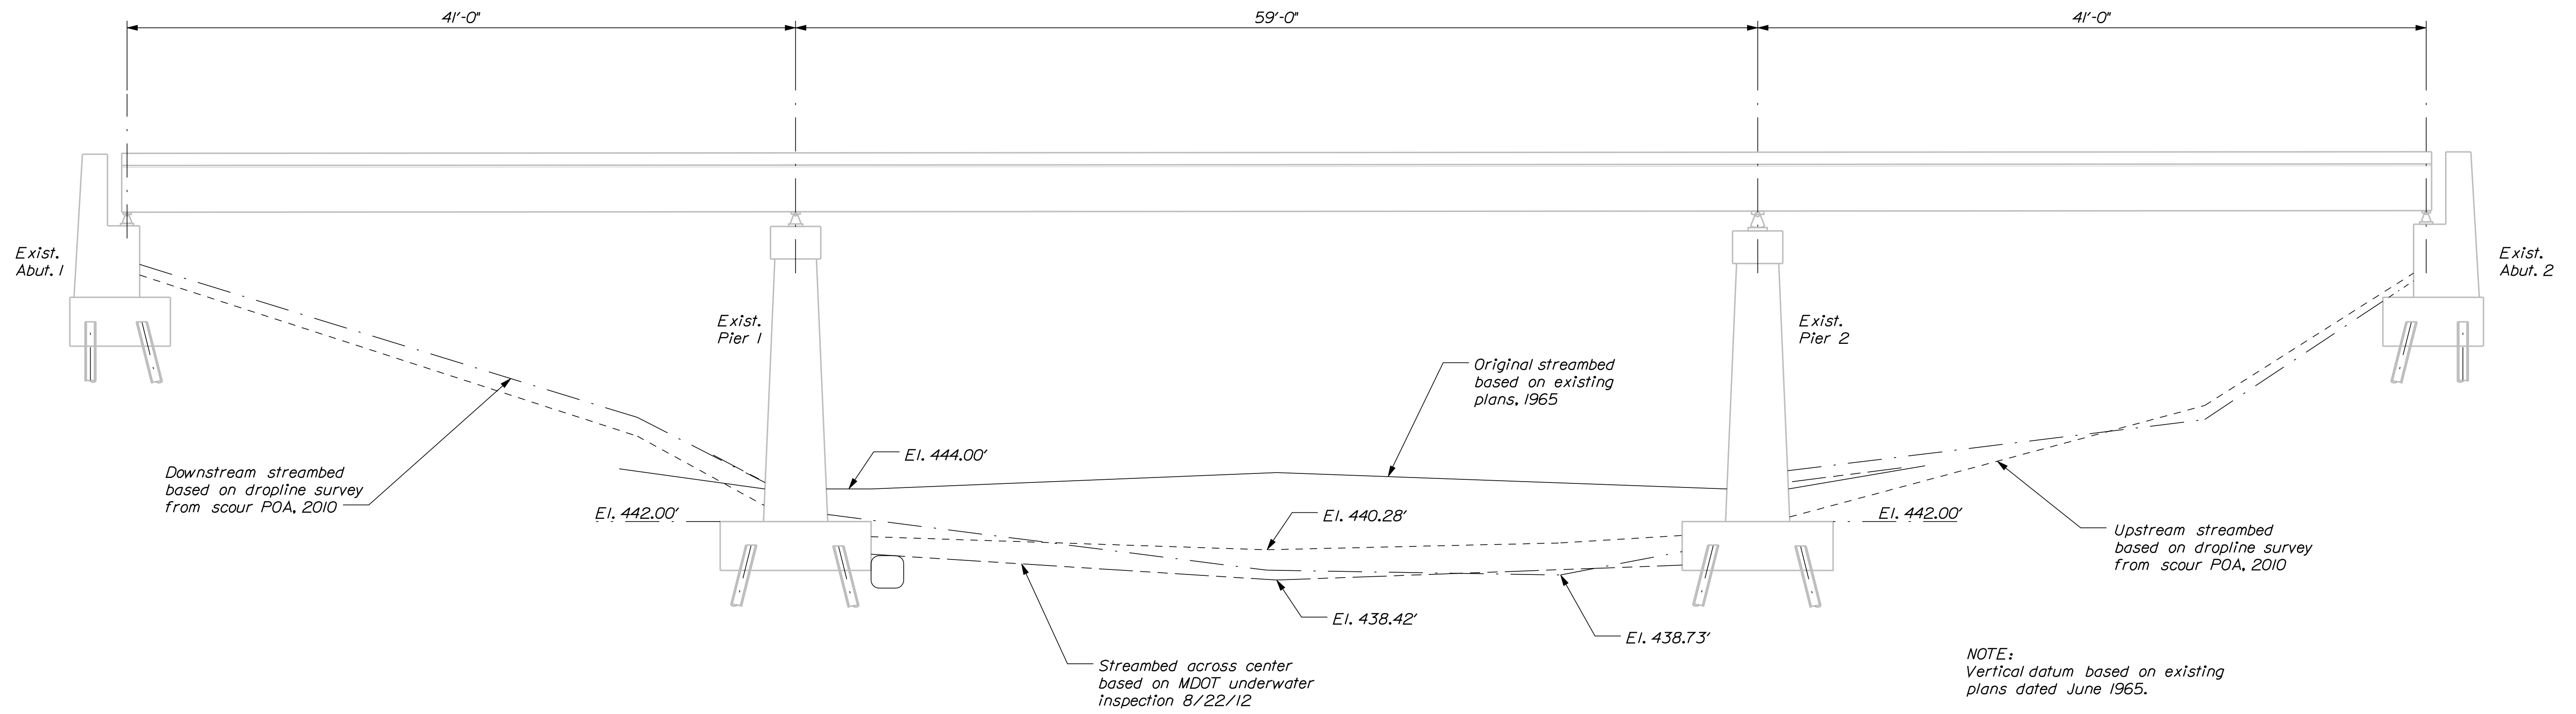 41'-0"
59'-0"
41'-0"
Exist.
Abut. 1
Exist.
Abut. 2
Exist.
Pier 1
Exist.
Pier 2
Original streambed
based on existing
plans, 1965
El. 444.00'
Downstream streambed
based on dropline survey
from scour POA, 2010
El. 442.00'
El. 440.28'
El. 442.00'
Upstream streambed
based on dropline survey
from scour POA, 2010
El. 438.42'
El. 438.73'
Streambed across center
based on MDOT underwater
inspection 8/22/12
NOTE:
Vertical datum based on existing
plans dated June 1965.